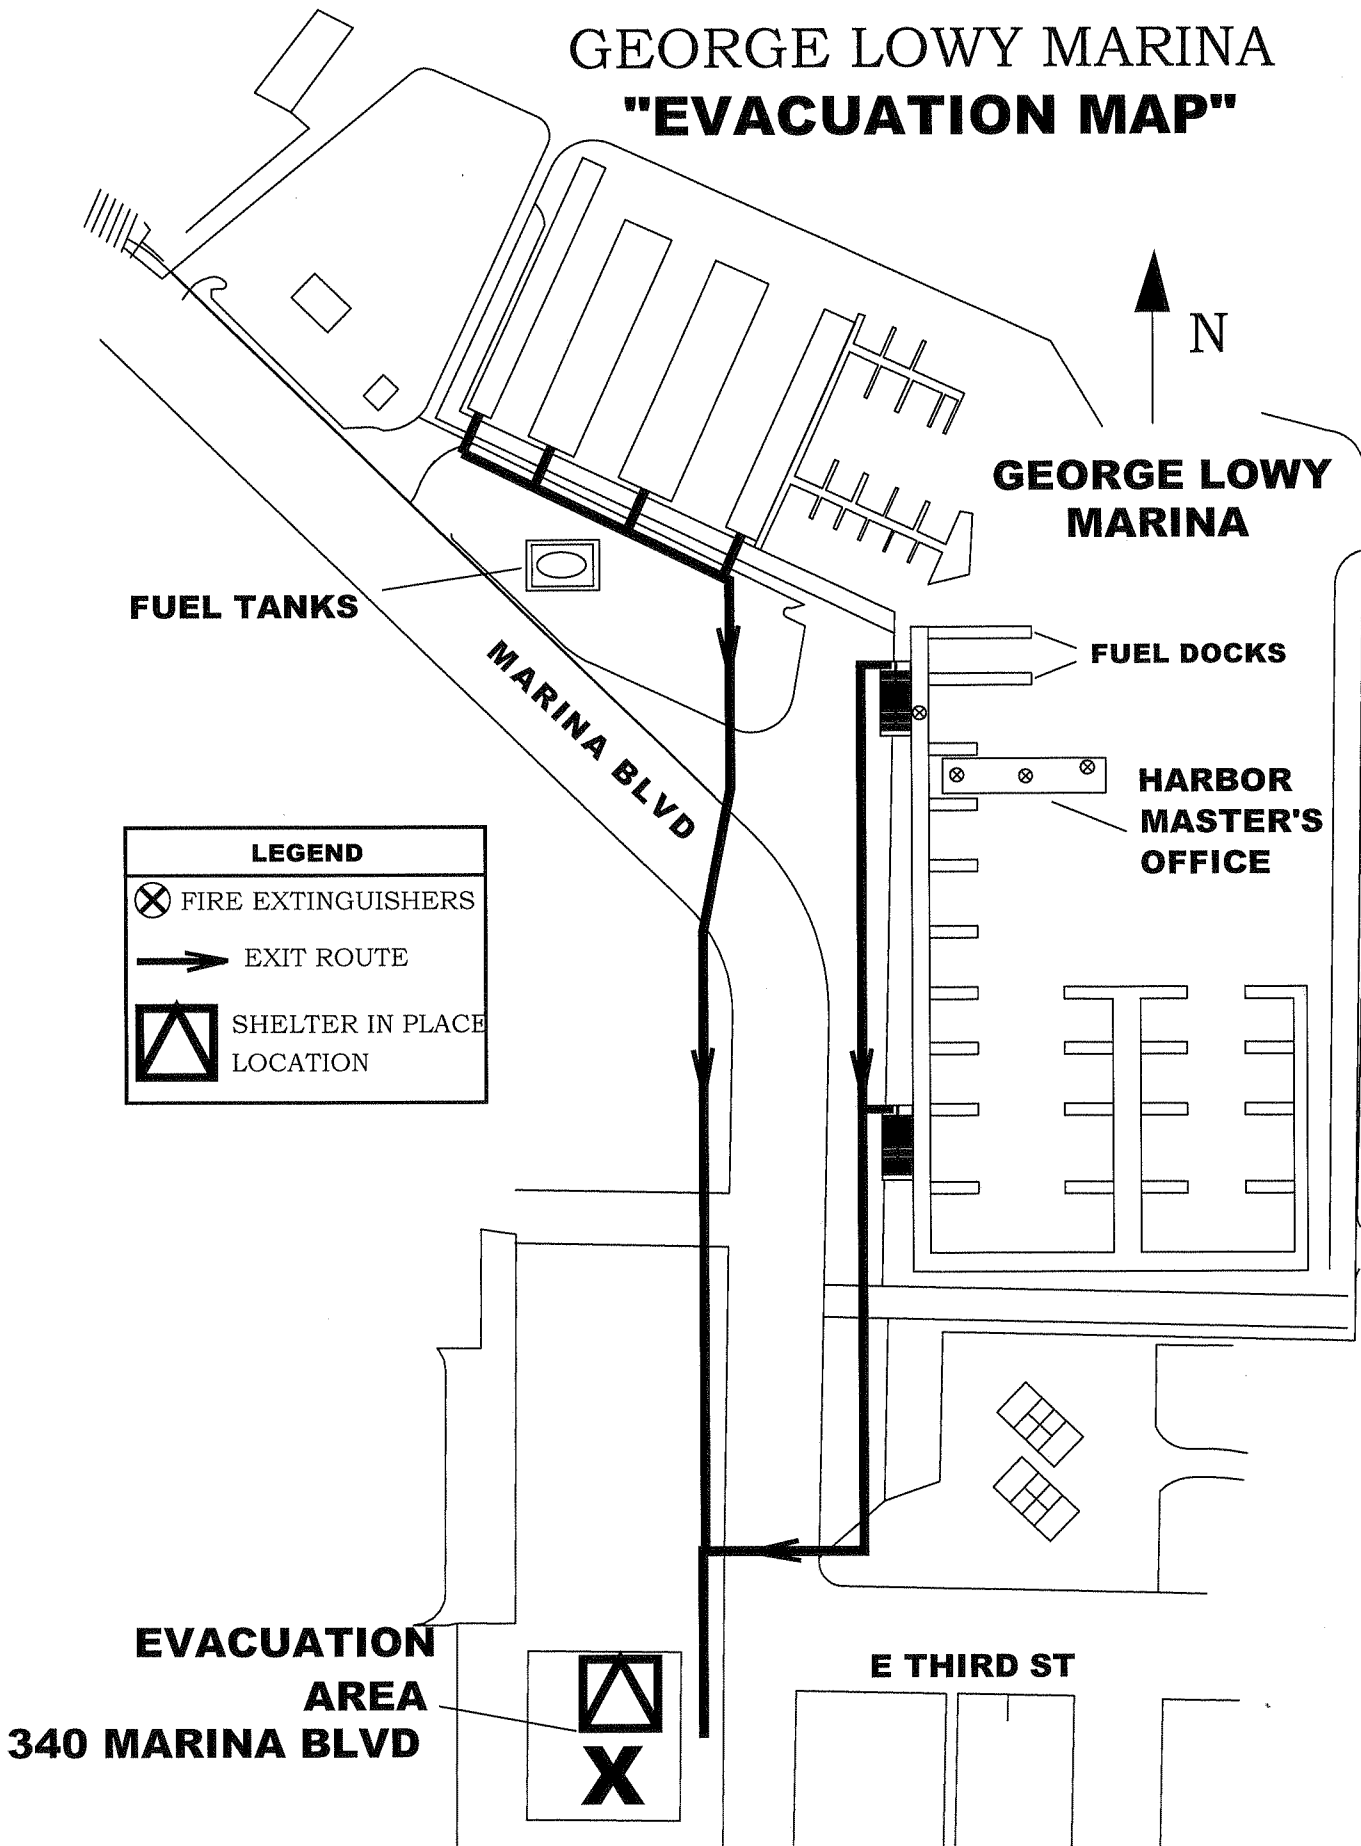 GEORGE LOWY MARINA
"EVACUATION MAP"
N
GEORGE LOWY
MARINA
FUEL TANKS
FUEL DOCKS
MARINA BLVD
HARBOR
MASTER'S
OFFICE
LEGEND
FIRE EXTINGUISHERS
EXIT ROUTE
SHELTER IN PLACE
LOCATION
EVACUATION
AREA
340 MARINA BLVD
X
E THIRD ST